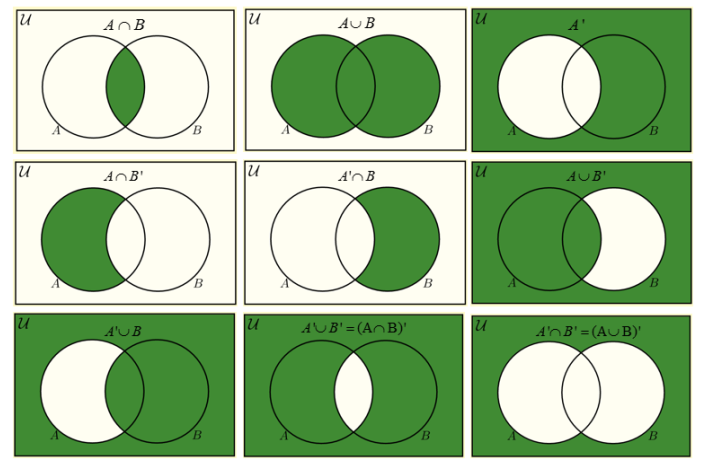 𝒰 A ∩ B
A B
𝒰 A ∪ B
A B
𝒰 A'
A B
𝒰 A ∩ B'
A B
𝒰 A' ∩ B
A B
𝒰 A ∪ B'
A B
𝒰 A' ∪ B
A B
𝒰 A' ∪ B' = (A ∩ B)'
A B
𝒰 A' ∩ B' = (A ∪ B)'
A B